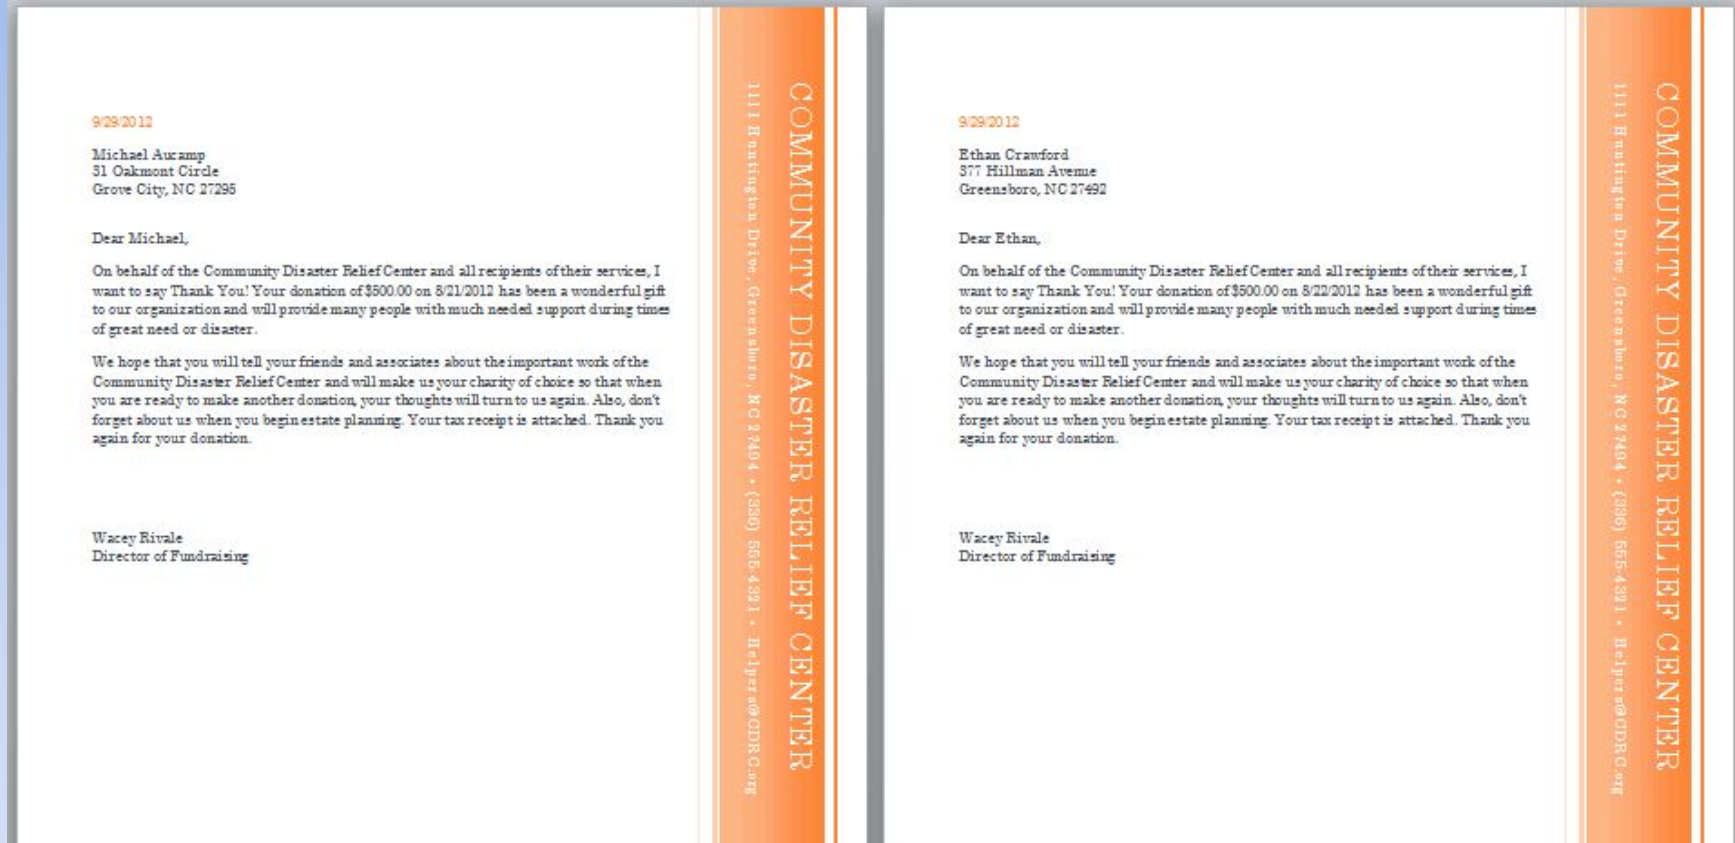 9/29/2012
Michael Aucamp
31 Oakmont Circle
Grove City, NC 27295
Dear Michael,
On behalf of the Community Disaster Relief Center and all recipients of their services, I
want to say Thank You! Your donation of $500.00 on 8/21/2012 has been a wonderful gift
to our organization and will provide many people with much needed support during times
of great need or disaster.
We hope that you will tell your friends and associates about the important work of the
Community Disaster Relief Center and will make us your charity of choice so that when
you are ready to make another donation, your thoughts will turn to us again. Also, don't
forget about us when you begin estate planning. Your tax receipt is attached. Thank you
again for your donation.
Wacey Rivale
Director of Fundraising
COMMUNITY DISASTER RELIEF CENTER
1111 Huntington Drive, Greensboro, NC 27494 • (336) 555-4321 • Helpers@CDRC.org
9/29/2012
Ethan Crawford
377 Hillman Avenue
Greensboro, NC 27492
Dear Ethan,
On behalf of the Community Disaster Relief Center and all recipients of their services, I
want to say Thank You! Your donation of $500.00 on 8/22/2012 has been a wonderful gift
to our organization and will provide many people with much needed support during times
of great need or disaster.
We hope that you will tell your friends and associates about the important work of the
Community Disaster Relief Center and will make us your charity of choice so that when
you are ready to make another donation, your thoughts will turn to us again. Also, don't
forget about us when you begin estate planning. Your tax receipt is attached. Thank you
again for your donation.
Wacey Rivale
Director of Fundraising
COMMUNITY DISASTER RELIEF CENTER
1111 Huntington Drive, Greensboro, NC 27494 • (336) 555-4321 • Helpers@CDRC.org